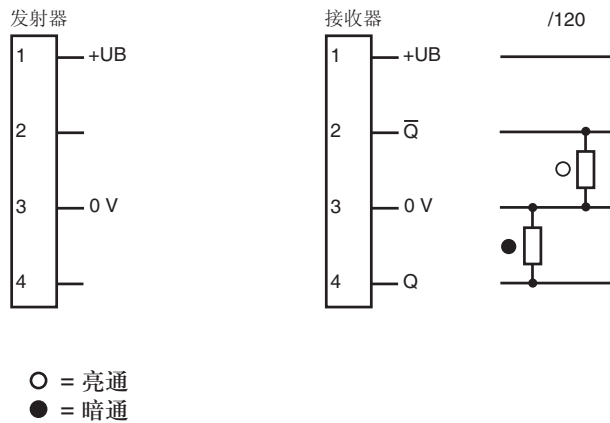 发射器 接收器 /120
1 +UB 1 +UB
2 2 Q̅
3 0 V 3 0 V
4 4 Q
= 亮通
= 暗通